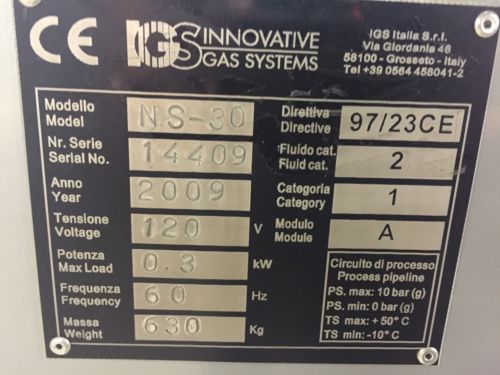 CE IGS INNOVATIVE GAS SYSTEMS
IGS Italia S.r.l.
Via Giordania 48
58100 - Grosseto - Italy
Tel +39 0564 458041-2
Modello
Model
NS-30
Nr. Serie
Serial No.
14409
Anno
Year
2009
Tensione
Voltage
120 V
Potenza
Max Load
0.3 kW
Frequenza
Frequency
60 Hz
Massa
Weight
630 Kg
Direttiva
Directive
97/23CE
Fluido cat.
Fluid cat.
2
Categoria
Category
1
Modulo
Module
A
Circuito di processo
Process pipeline
PS. max: 10 bar (g)
PS. min: 0 bar (g)
TS max: + 50° C
TS min: -10° C